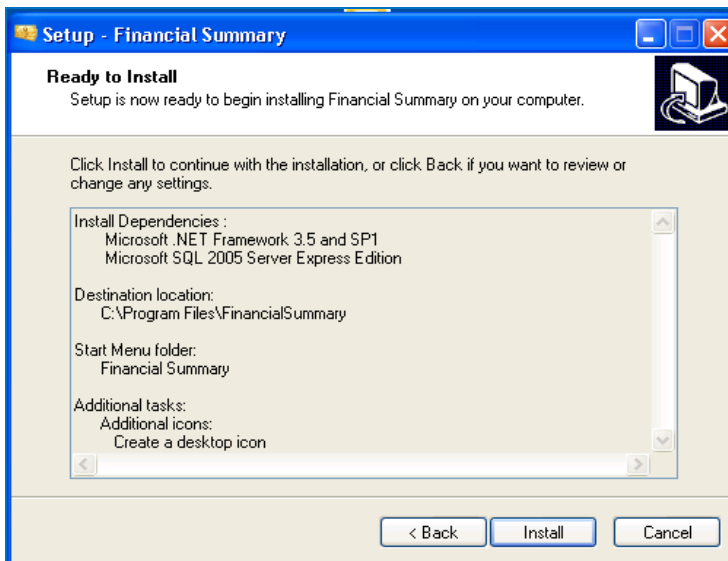 Setup - Financial Summary
Ready to Install
Setup is now ready to begin installing Financial Summary on your computer.
Click Install to continue with the installation, or click Back if you want to review or
change any settings.
Install Dependencies :
Microsoft .NET Framework 3.5 and SP1
Microsoft SQL 2005 Server Express Edition
Destination location:
C:\Program Files\FinancialSummary
Start Menu folder:
Financial Summary
Additional tasks:
Additional icons:
Create a desktop icon
< Back Install Cancel